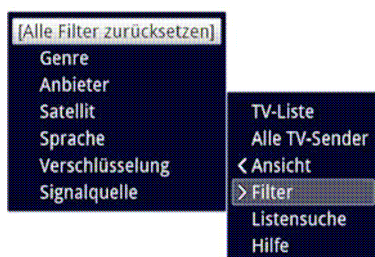 [Alle Filter zurücksetzen]
Genre
Anbieter
Satellit
Sprache
Verschlüsselung
Signalquelle
TV-Liste
Alle TV-Sender
< Ansicht
> Filter
Listensuche
Hilfe